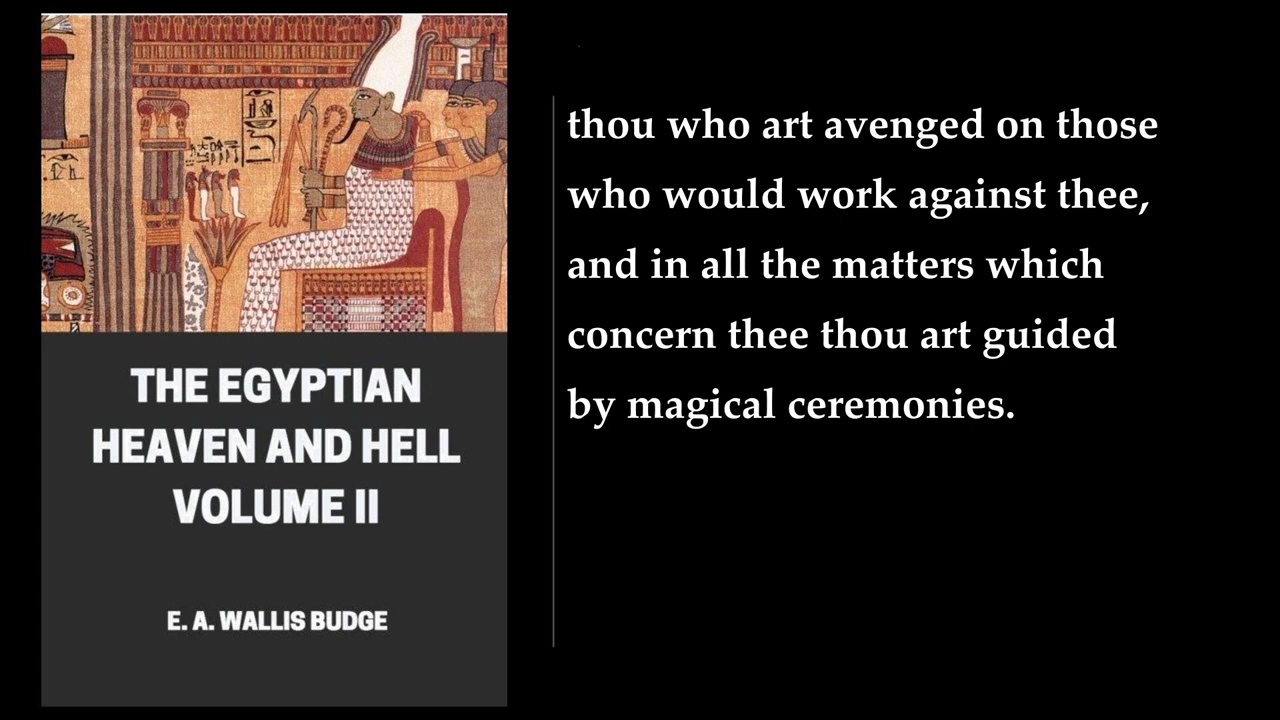 THE EGYPTIAN
HEAVEN AND HELL
VOLUME II
E. A. WALLIS BUDGE
thou who art avenged on those
who would work against thee,
and in all the matters which
concern thee thou art guided
by magical ceremonies.